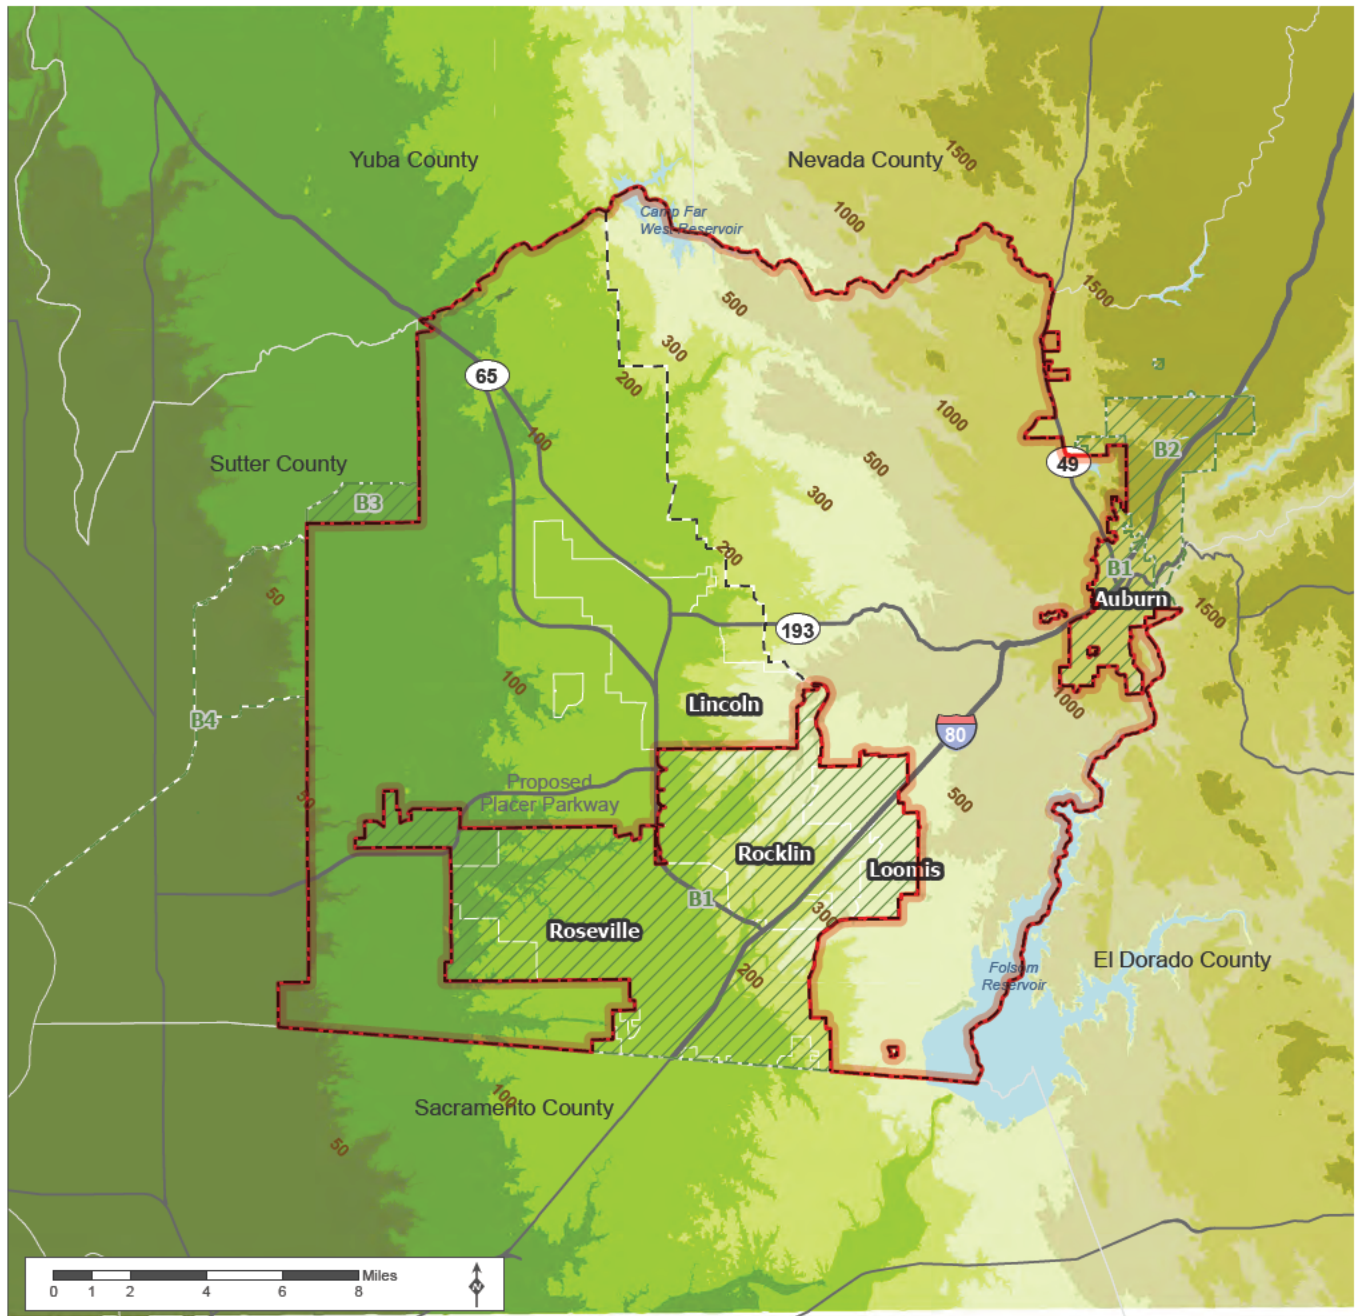 Yuba County
Nevada County
1500
Camp Far
West Reservoir
1000
1500
500
300
65
200
1000
100
500
49
B2
Sutter County
300
B3
200
B1
50
Auburn
1500
193
100
Lincoln
1000
B4
80
Proposed
Placer Parkway
50
500
Rocklin
Loomis
B1
300
Roseville
200
El Dorado County
Folsom
Reservoir
100
Sacramento County
50
Miles
0 1 2 4 6 8
N